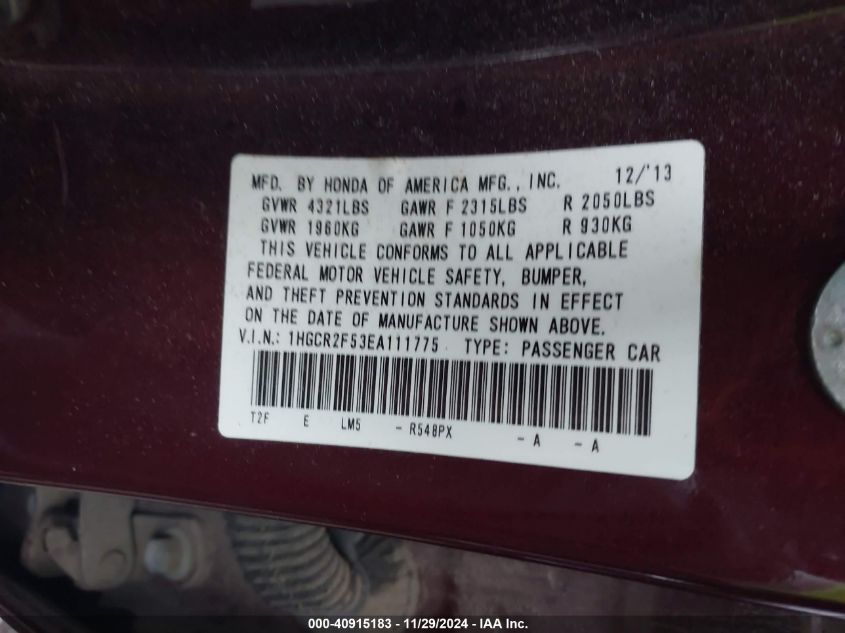 MFD. BY HONDA OF AMERICA MFG., INC. 12/'13
GVWR 4321LBS GAWR F 2315LBS R 2050LBS
GVWR 1960KG GAWR F 1050KG R 930KG
THIS VEHICLE CONFORMS TO ALL APPLICABLE
FEDERAL MOTOR VEHICLE SAFETY, BUMPER,
AND THEFT PREVENTION STANDARDS IN EFFECT
ON THE DATE OF MANUFACTURE SHOWN ABOVE.
V.I.N.: 1HGCR2F53EA111775 TYPE: PASSENGER CAR
T2F E LM5 - R548PX - A - A
000-40915183 - 11/29/2024 - IAA Inc.